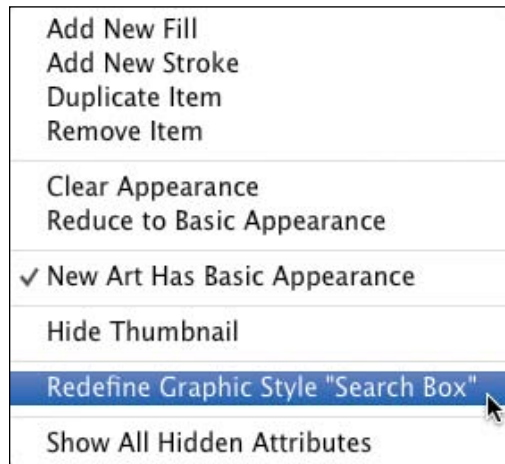 Add New Fill
Add New Stroke
Duplicate Item
Remove Item
Clear Appearance
Reduce to Basic Appearance
✓ New Art Has Basic Appearance
Hide Thumbnail
Redefine Graphic Style "Search Box"
Show All Hidden Attributes